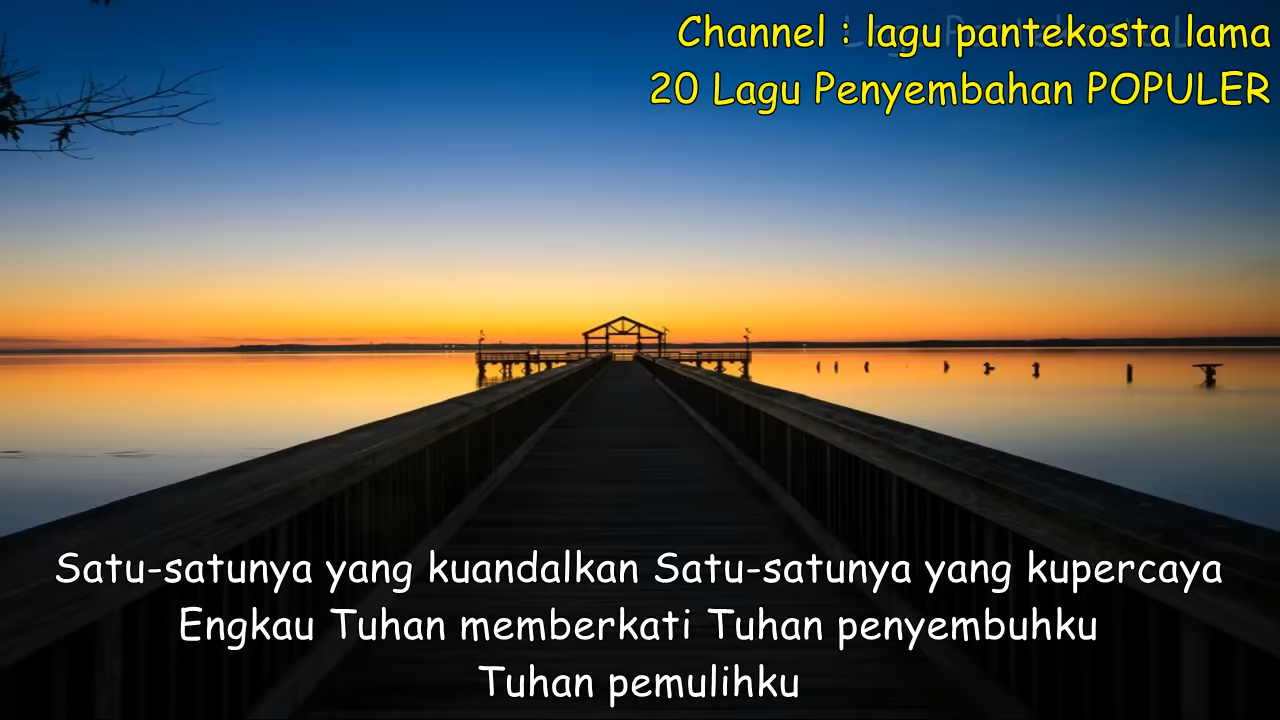 Channel : lagu pantekosta lama
20 Lagu Penyembahan POPULER
Satu-satunya yang kuandalkan Satu-satunya yang kupercaya
Engkau Tuhan memberkati Tuhan penyembuhku
Tuhan pemulihku